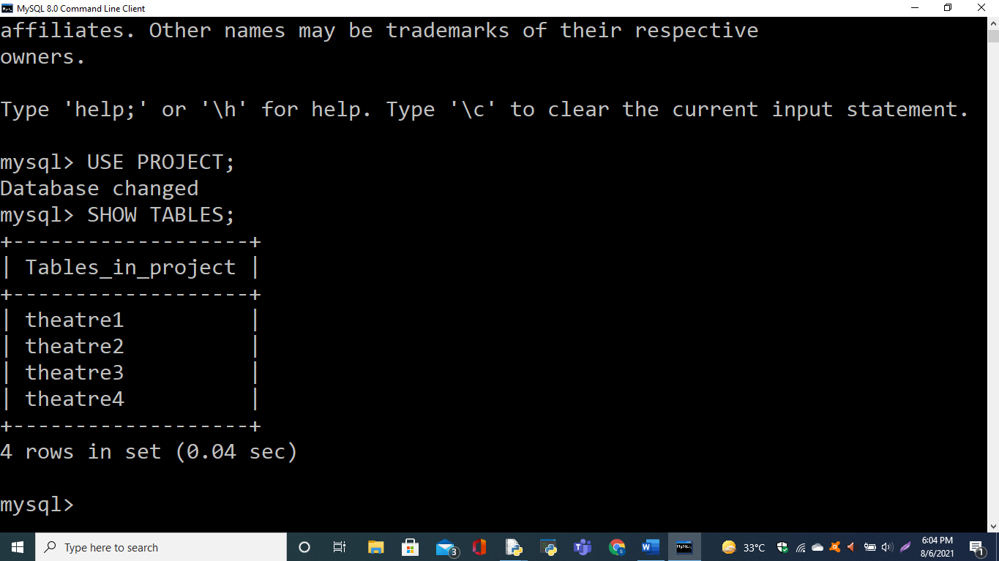 MySQL 8.0 Command Line Client
affiliates. Other names may be trademarks of their respective
owners.
Type 'help;' or '\h' for help. Type '\c' to clear the current input statement.
mysql> USE PROJECT;
Database changed
mysql> SHOW TABLES;
+-------------------+
| Tables_in_project |
+-------------------+
| theatre1          |
| theatre2          |
| theatre3          |
| theatre4          |
+-------------------+
4 rows in set (0.04 sec)
mysql>
Type here to search
3
33°C
6:04 PM
8/6/2021
1